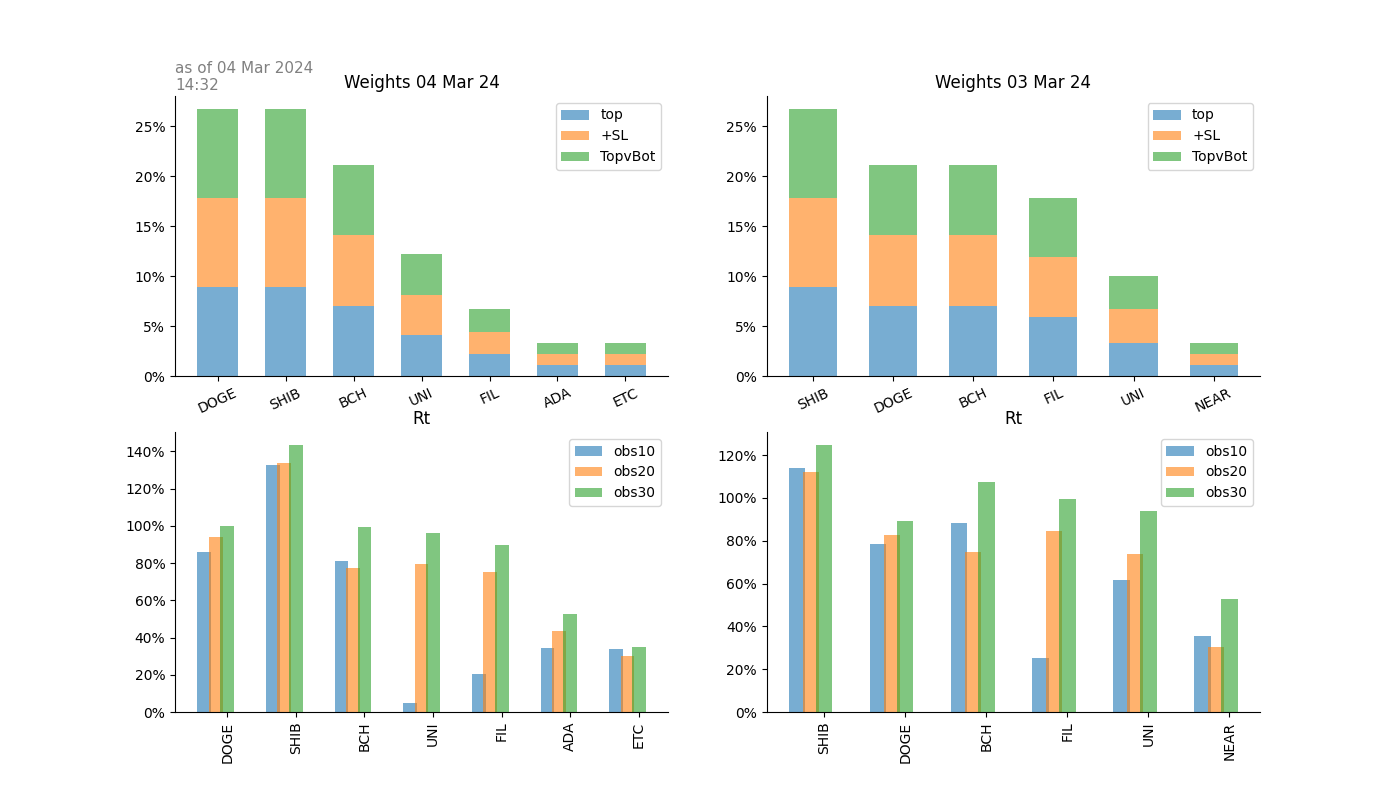 as of 04 Mar 2024
14:32
Weights 04 Mar 24
25%
20%
15%
10%
5%
0%
top
+SL
TopvBot
DOGE SHIB BCH UNI FIL ADA ETC
Weights 03 Mar 24
25%
20%
15%
10%
5%
0%
top
+SL
TopvBot
SHIB DOGE BCH FIL UNI NEAR
Rt
140%
120%
100%
80%
60%
40%
20%
0%
obs10
obs20
obs30
DOGE SHIB BCH UNI FIL ADA ETC
Rt
120%
100%
80%
60%
40%
20%
0%
obs10
obs20
obs30
SHIB DOGE BCH FIL UNI NEAR